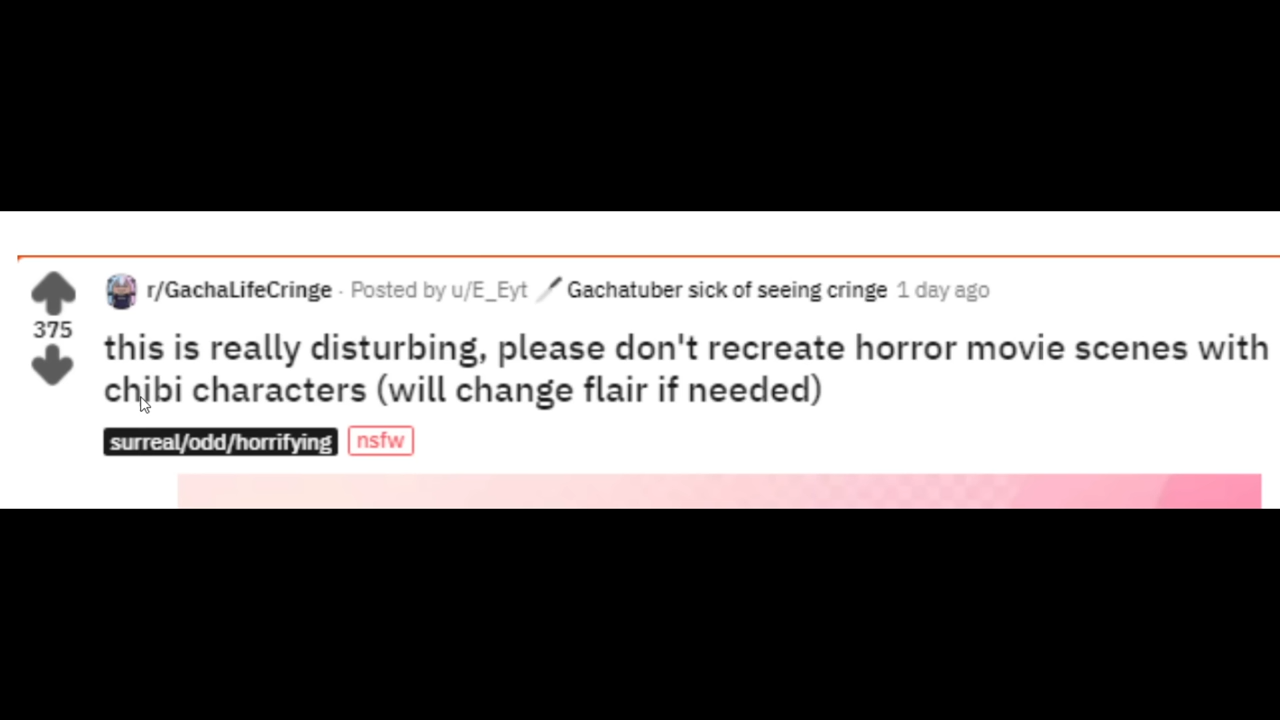 r/GachaLifeCringe · Posted by u/E_Eyt Gachatuber sick of seeing cringe 1 day ago
375
this is really disturbing, please don't recreate horror movie scenes with
chibi characters (will change flair if needed)
surreal/odd/horrifying nsfw